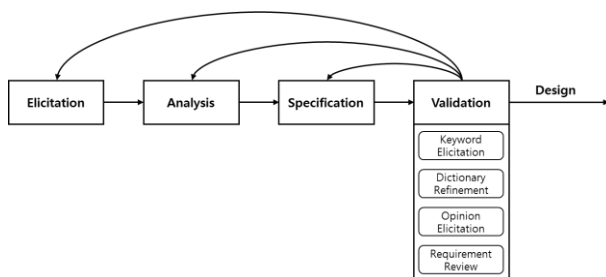 Elicitation
Analysis
Specification
Validation
Design
Keyword
Elicitation
Dictionary
Refinement
Opinion
Elicitation
Requirement
Review